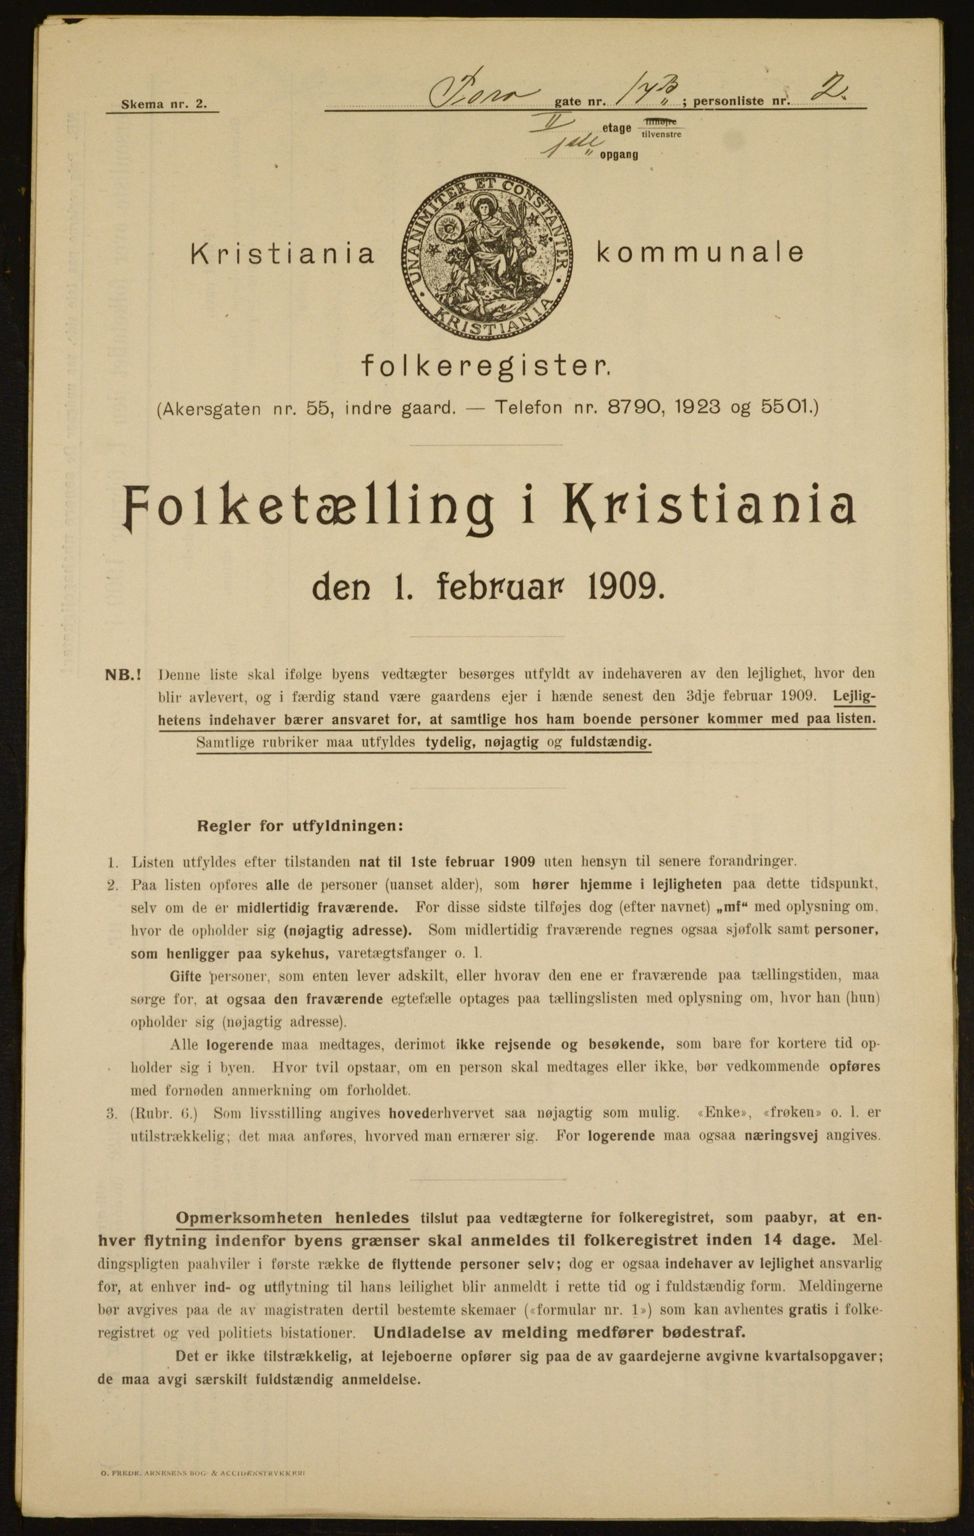 Skema nr. 2.
Toro gate nr. 17 B; personliste nr. 2.
II etage tilhøjre
tilvenstre
1ste opgang
UNANIMITER ET CONSTANTER
KRISTIANIA
Kristiania kommunale
folkeregister.
(Akersgaten nr. 55, indre gaard. — Telefon nr. 8790, 1923 og 5501.)
Folketælling i Kristiania
den 1. februar 1909.
NB.! Denne liste skal ifølge byens vedtægter besørges utfyldt av indehaveren av den lejlighet, hvor den
blir avlevert, og i færdig stand være gaardens ejer i hænde senest den 3dje februar 1909. Lejlig-
hetens indehaver bærer ansvaret for, at samtlige hos ham boende personer kommer med paa listen.
Samtlige rubriker maa utfyldes tydelig, nøjagtig og fuldstændig.
Regler for utfyldningen:
1. Listen utfyldes efter tilstanden nat til 1ste februar 1909 uten hensyn til senere forandringer.
2. Paa listen opføres alle de personer (uanset alder), som hører hjemme i lejligheten paa dette tidspunkt,
selv om de er midlertidig fraværende. For disse sidste tilføjes dog (efter navnet) „mf“ med oplysning om,
hvor de opholder sig (nøjagtig adresse). Som midlertidig fraværende regnes ogsaa sjøfolk samt personer,
som henligger paa sykehus, varetægtsfanger o. l.
Gifte personer, som enten lever adskilt, eller hvorav den ene er fraværende paa tællingstiden, maa
sørge for, at ogsaa den fraværende egtefælle optages paa tællingslisten med oplysning om, hvor han (hun)
opholder sig (nøjagtig adresse).
Alle logerende maa medtages, derimot ikke rejsende og besøkende, som bare for kortere tid op-
holder sig i byen. Hvor tvil opstaar, om en person skal medtages eller ikke, bør vedkommende opføres
med fornøden anmerkning om forholdet.
3. (Rubr. 6.) Som livsstilling angives hovederhvervet saa nøjagtig som mulig. «Enke», «frøken» o. l. er
utilstrækkelig; det maa anføres, hvorved man ernærer sig. For logerende maa ogsaa næringsvej angives.
Opmerksomheten henledes tilslut paa vedtægterne for folkeregistret, som paabyr, at en-
hver flytning indenfor byens grænser skal anmeldes til folkeregistret inden 14 dage. Mel-
dingspligten paahviler i første række de flyttende personer selv; dog er ogsaa indehaver av lejlighet ansvarlig
for, at enhver ind- og utflytning til hans leilighet blir anmeldt i rette tid og i fuldstændig form. Meldingerne
bør avgives paa de av magistraten dertil bestemte skemaer («formular nr. 1») som kan avhentes gratis i folke-
registret og ved politiets bistationer. Undladelse av melding medfører bødestraf.
Det er ikke tilstrækkelig, at lejeboerne opfører sig paa de av gaardejerne avgivne kvartalsopgaver;
de maa avgi særskilt fuldstændig anmeldelse.
O. FREDR. ARNESENS BOG- & ACCIDENSTRYKKERI